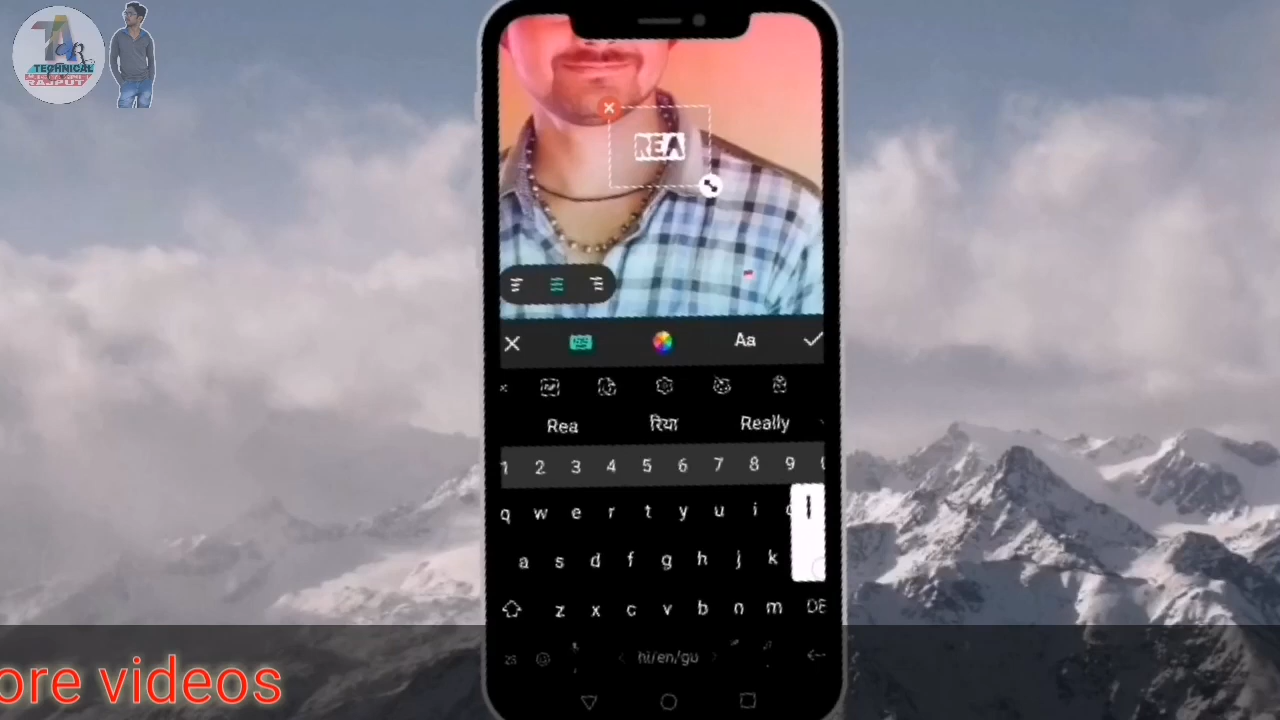 TECHNICAL
RAJPUT
REA
Aa
Rea रिया Really
1 2 3 4 5 6 7 8 9
q w e r t y u i
a s d f g h j k
z x c v b n m
hi/en/gu
ore videos